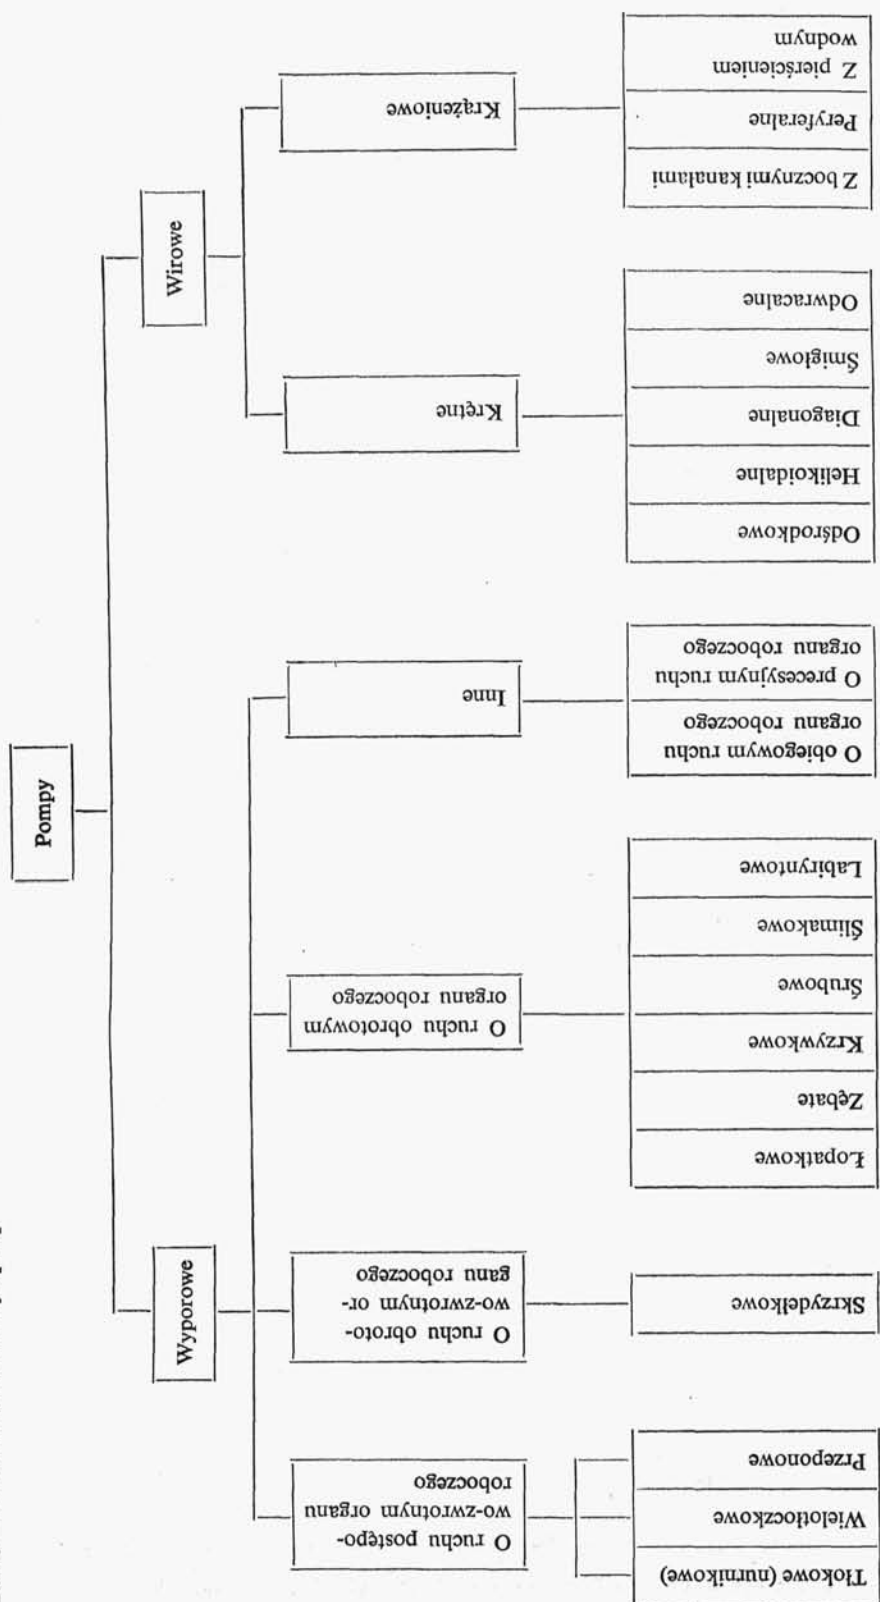 Pompy
Wyporowe
Wirowe
O ruchu postępo-
wo-zwrotnym organu
roboczego
O ruchu obroto-
wo-zwrotnym or-
ganu roboczego
O ruchu obrotowym
organu roboczego
Inne
Krętne
Krążeniowe
Tłokowe (nurnikowe)
Wielotłoczkowe
Przeponowe
Skrzydełkowe
Łopatkowe
Zębate
Krzywkowe
Śrubowe
Ślimakowe
Labiryntowe
O obiegowym ruchu
organu roboczego
O precesyjnym ruchu
organu roboczego
Odśrodkowe
Helikoidalne
Diagonalne
Śmigłowe
Odwracalne
Z bocznymi kanałami
Peryferalne
Z pierścieniem
wodnym